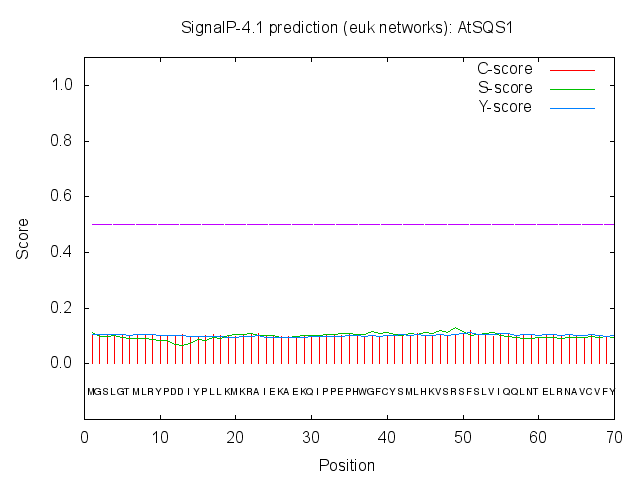 SignalP-4.1 prediction (euk networks): AtSQS1
C-score
S-score
Y-score
1.0
0.8
0.6
0.4
0.2
0.0
Score
MGSLGTMLRYPDDIYPLLKMKRAIEKAEKQIPPEPHWGFCYSMLHKVSRSFSLVIQQLNTELRNAVCVFY
0 10 20 30 40 50 60 70
Position